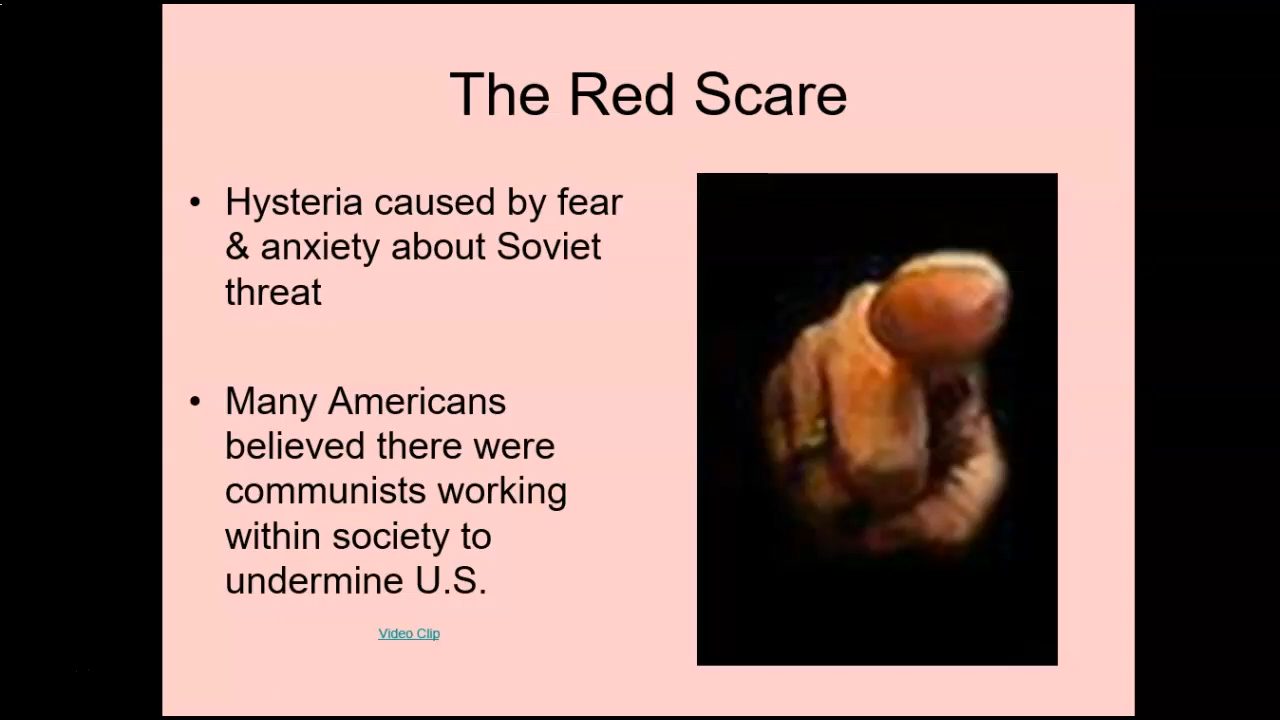 The Red Scare
• Hysteria caused by fear
& anxiety about Soviet
threat
• Many Americans
believed there were
communists working
within society to
undermine U.S.
Video Clip